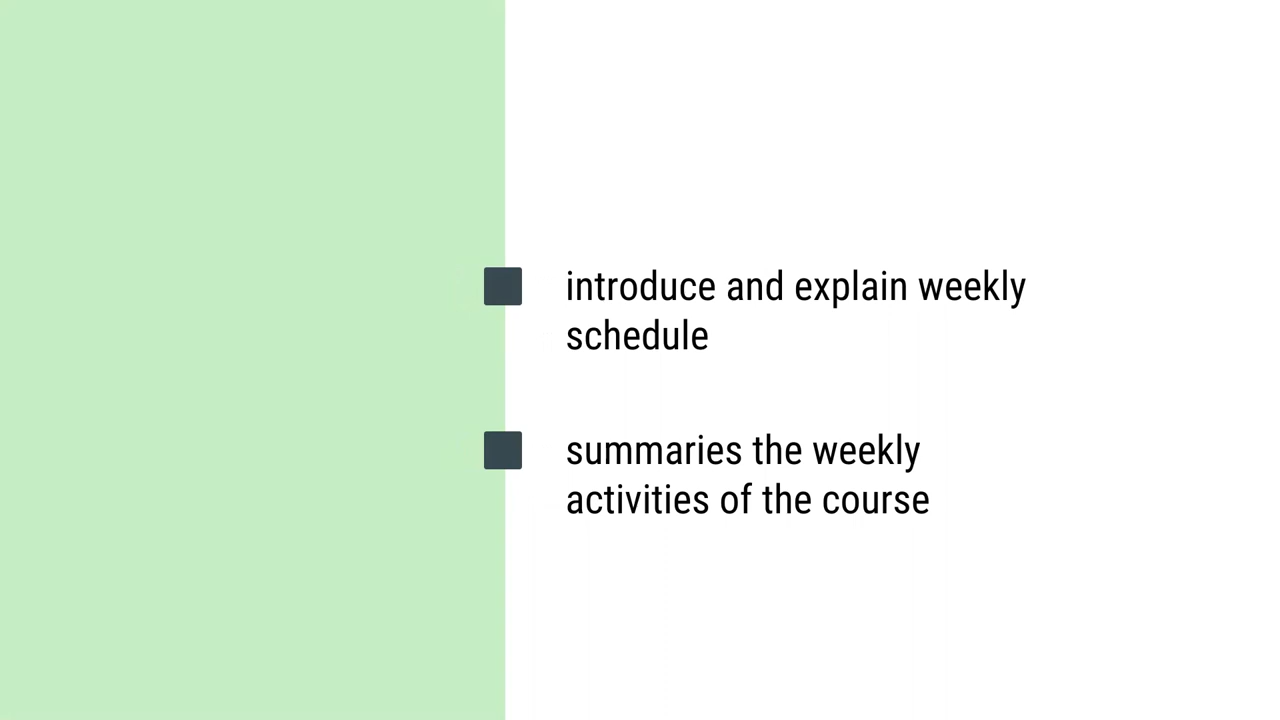 introduce and explain weekly
schedule
summaries the weekly
activities of the course